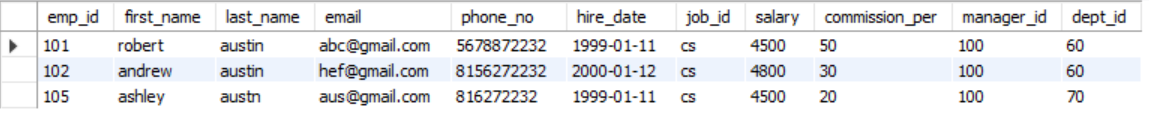 emp_id first_name last_name email phone_no hire_date job_id salary commission_per manager_id dept_id
101 robert austin abc@gmail.com 5678872232 1999-01-11 cs 4500 50 100 60
102 andrew austin hef@gmail.com 8156272232 2000-01-12 cs 4800 30 100 60
105 ashley austn aus@gmail.com 816272232 1999-01-11 cs 4500 20 100 70